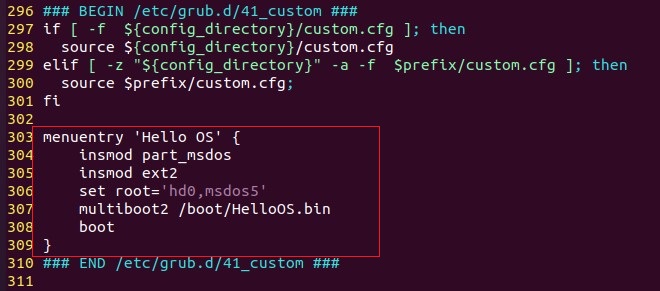 296 ### BEGIN /etc/grub.d/41_custom ###
297 if [ -f  ${config_directory}/custom.cfg ]; then
298   source ${config_directory}/custom.cfg
299 elif [ -z "${config_directory}" -a -f  $prefix/custom.cfg ]; then
300   source $prefix/custom.cfg;
301 fi
302
303 menuentry 'Hello OS' {
304     insmod part_msdos
305     insmod ext2
306     set root='hd0,msdos5'
307     multiboot2 /boot/HelloOS.bin
308     boot
309 }
310 ### END /etc/grub.d/41_custom ###
311